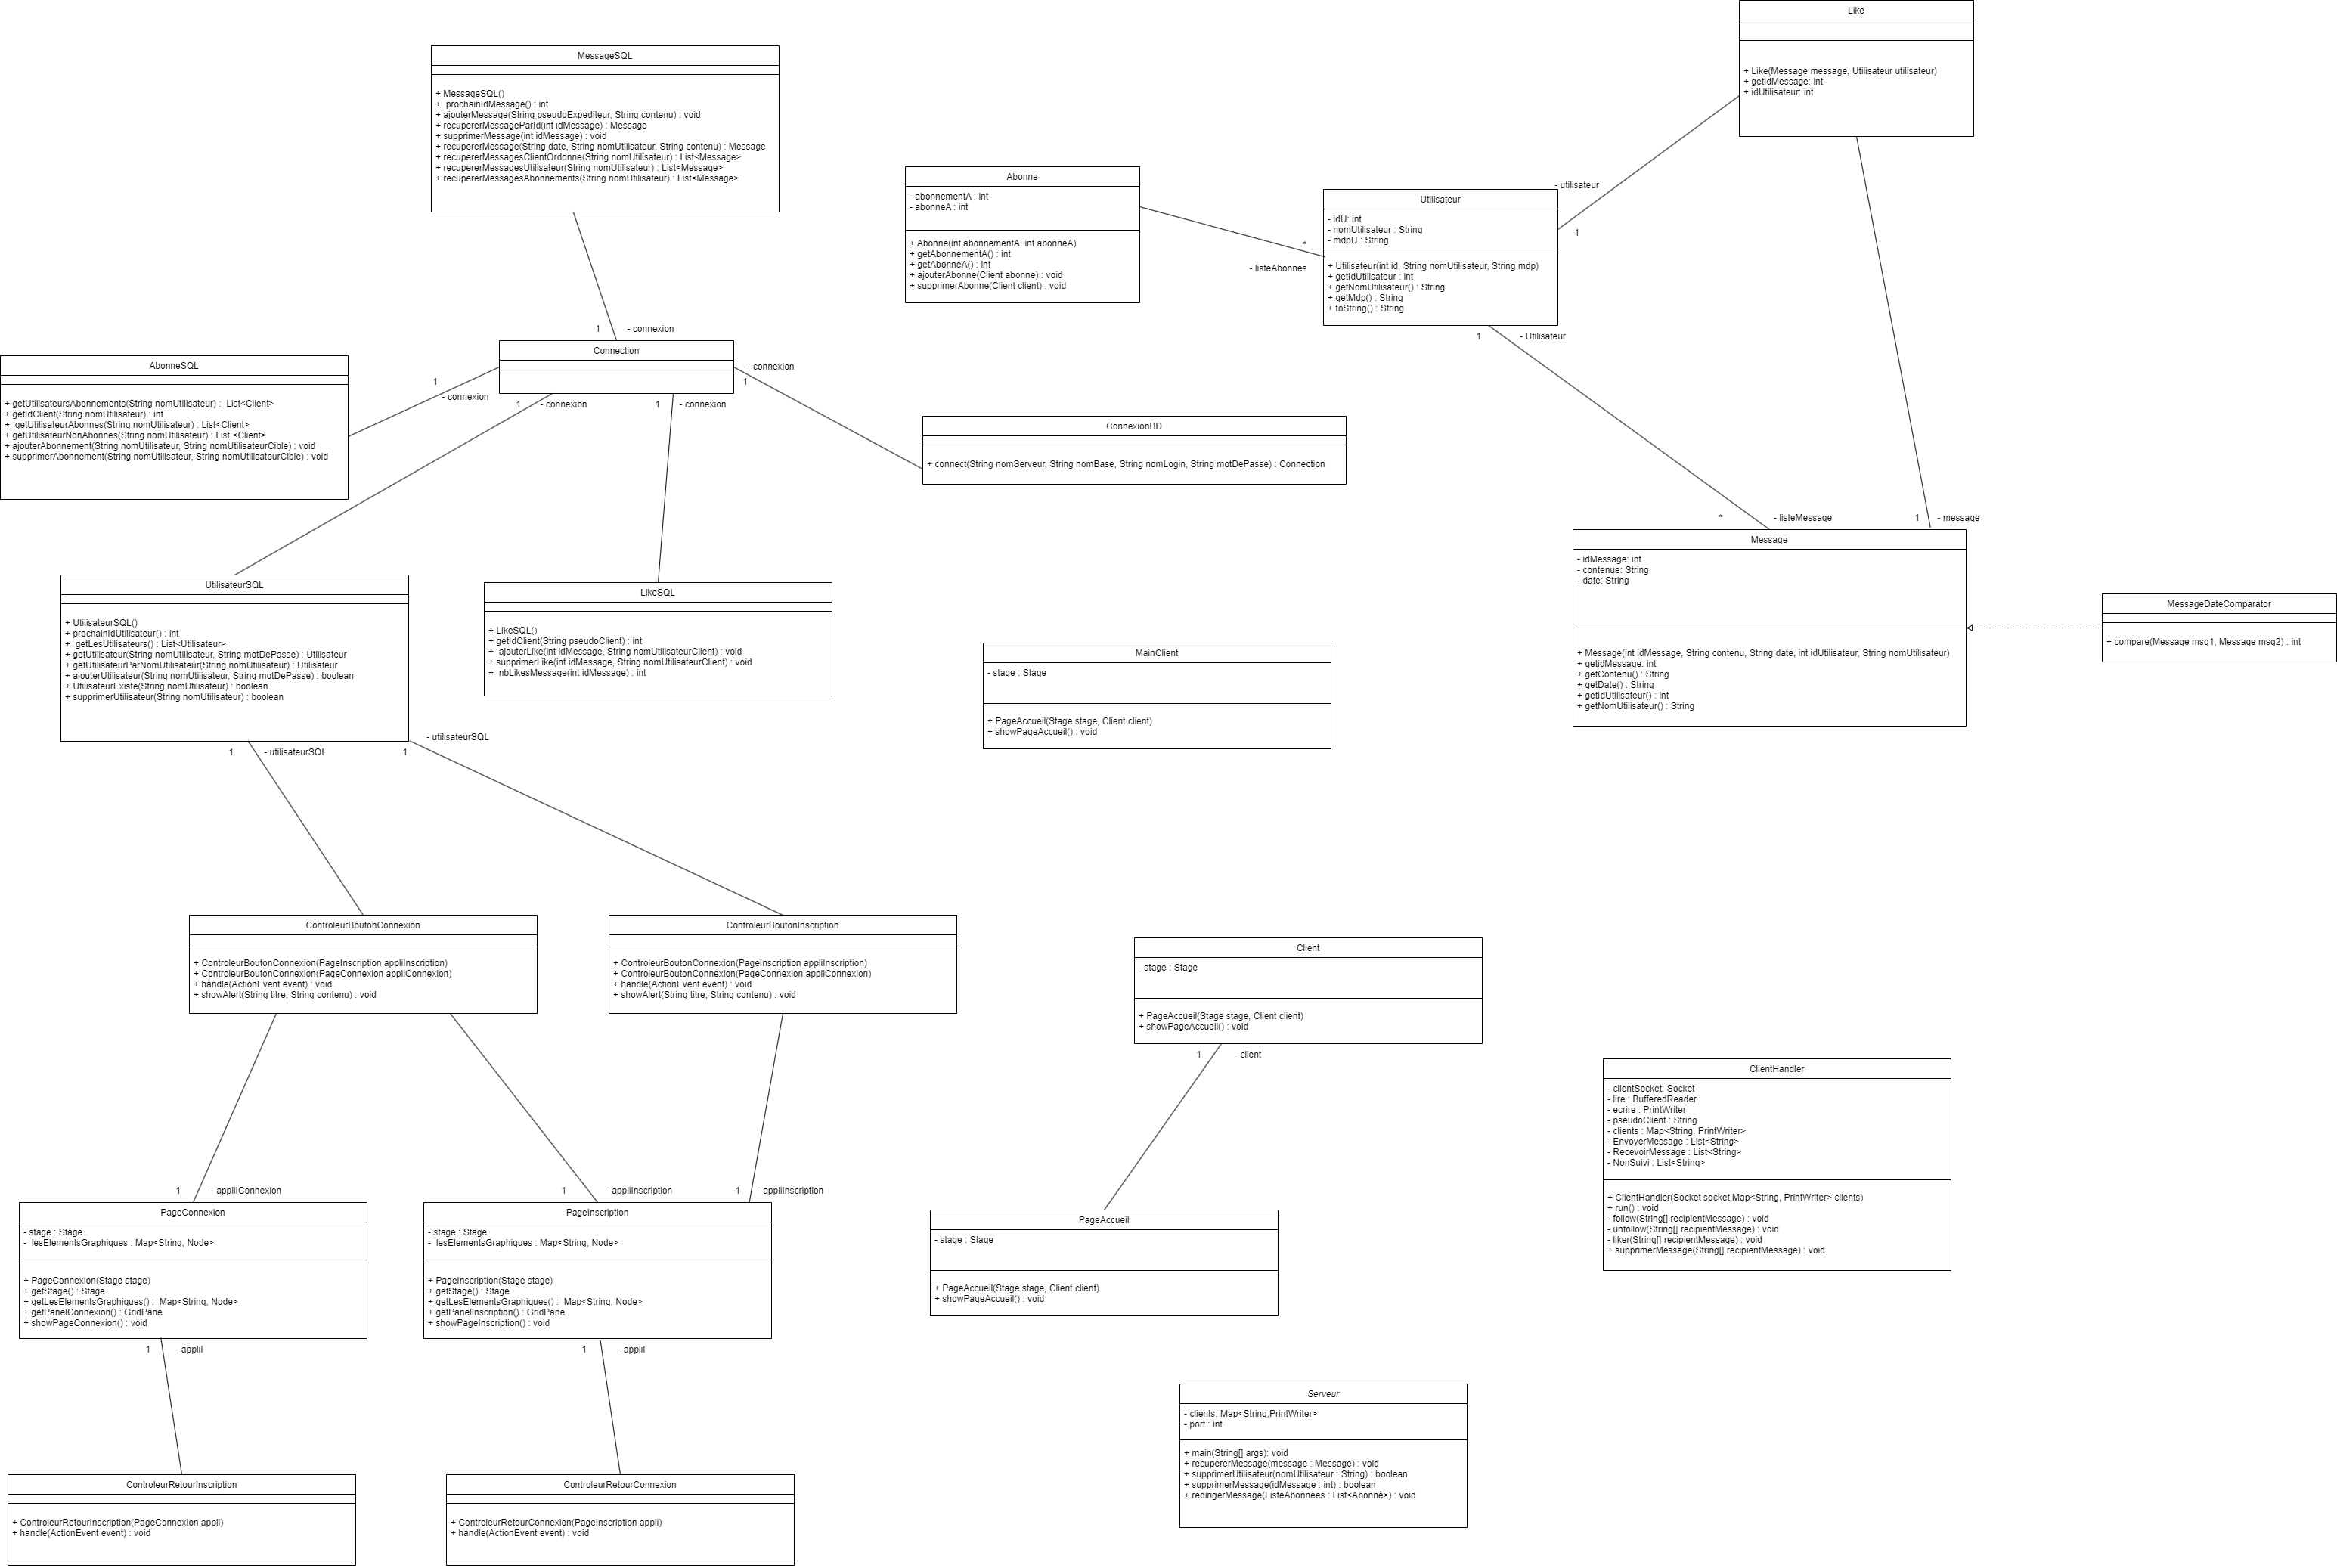 Like
+ Like(Message message, Utilisateur utilisateur)
+ getIdMessage: int
+ idUtilisateur: int
MessageSQL
+ MessageSQL()
+ prochainIdMessage() : int
+ ajouterMessage(String pseudoExpediteur, String contenu) : void
+ recupererMessageParId(int idMessage) : Message
+ supprimerMessage(int idMessage) : void
+ recupererMessage(String date, String nomUtilisateur, String contenu) : Message
+ recupererMessagesClientOrdonne(String nomUtilisateur) : List<Message>
+ recupererMessagesUtilisateur(String nomUtilisateur) : List<Message>
+ recupererMessagesAbonnements(String nomUtilisateur) : List<Message>
Abonne
- abonnementA : int
- abonneA : int
+ Abonne(int abonnementA, int abonneA)
+ getAbonnementA() : int
+ getAbonneA() : int
+ ajouterAbonne(Client abonne) : void
+ supprimerAbonne(Client client) : void
*
- listeAbonnes
- utilisateur
1
Utilisateur
- idU: int
- nomUtilisateur : String
- mdpU : String
+ Utilisateur(int id, String nomUtilisateur, String mdp)
+ getIdUtilisateur : int
+ getNomUtilisateur() : String
+ getMdp() : String
+ toString() : String
1
- Utilisateur
1
- connexion
Connection
AbonneSQL
+ getUtilisateursAbonnements(String nomUtilisateur) : List<Client>
+ getIdClient(String nomUtilisateur) : int
+ getUtilisateurAbonnes(String nomUtilisateur) : List<Client>
+ getUtilisateurNonAbonnes(String nomUtilisateur) : List <Client>
+ ajouterAbonnement(String nomUtilisateur, String nomUtilisateurCible) : void
+ supprimerAbonnement(String nomUtilisateur, String nomUtilisateurCible) : void
1
- connexion
1
- connexion
1
- connexion
- connexion
1
ConnexionBD
+ connect(String nomServeur, String nomBase, String nomLogin, String motDePasse) : Connection
*
- listeMessage
1
- message
Message
- idMessage: int
- contenue: String
- date: String
+ Message(int idMessage, String contenu, String date, int idUtilisateur, String nomUtilisateur)
+ getidMessage: int
+ getContenu() : String
+ getDate() : String
+ getIdUtilisateur() : int
+ getNomUtilisateur() : String
MessageDateComparator
+ compare(Message msg1, Message msg2) : int
UtilisateurSQL
+ UtilisateurSQL()
+ prochainIdUtilisateur() : int
+ getLesUtilisateurs() : List<Utilisateur>
+ getUtilisateur(String nomUtilisateur, String motDePasse) : Utilisateur
+ getUtilisateurParNomUtilisateur(String nomUtilisateur) : Utilisateur
+ ajouterUtilisateur(String nomUtilisateur, String motDePasse) : boolean
+ UtilisateurExiste(String nomUtilisateur) : boolean
+ supprimerUtilisateur(String nomUtilisateur) : boolean
LikeSQL
+ LikeSQL()
+ getIdClient(String pseudoClient) : int
+ ajouterLike(int idMessage, String nomUtilisateurClient) : void
+ supprimerLike(int idMessage, String nomUtilisateurClient) : void
+ nbLikesMessage(int idMessage) : int
MainClient
- stage : Stage
+ PageAccueil(Stage stage, Client client)
+ showPageAccueil() : void
1
- utilisateurSQL
1
- utilisateurSQL
ControleurBoutonConnexion
+ ControleurBoutonConnexion(PageInscription appliInscription)
+ ControleurBoutonConnexion(PageConnexion appliConnexion)
+ handle(ActionEvent event) : void
+ showAlert(String titre, String contenu) : void
ControleurBoutonInscription
+ ControleurBoutonConnexion(PageInscription appliInscription)
+ ControleurBoutonConnexion(PageConnexion appliConnexion)
+ handle(ActionEvent event) : void
+ showAlert(String titre, String contenu) : void
Client
- stage : Stage
+ PageAccueil(Stage stage, Client client)
+ showPageAccueil() : void
1
- client
ClientHandler
- clientSocket: Socket
- lire : BufferedReader
- ecrire : PrintWriter
- pseudoClient : String
- clients : Map<String, PrintWriter>
- EnvoyerMessage : List<String>
- RecevoirMessage : List<String>
- NonSuivi : List<String>
+ ClientHandler(Socket socket,Map<String, PrintWriter> clients)
+ run() : void
- follow(String[] recipientMessage) : void
- unfollow(String[] recipientMessage) : void
- liker(String[] recipientMessage) : void
+ supprimerMessage(String[] recipientMessage) : void
1
- appliIConnexion
1
- appliInscription
1
- appliInscription
PageConnexion
- stage : Stage
- lesElementsGraphiques : Map<String, Node>
+ PageConnexion(Stage stage)
+ getStage() : Stage
+ getLesElementsGraphiques() : Map<String, Node>
+ getPanelConnexion() : GridPane
+ showPageConnexion() : void
PageInscription
- stage : Stage
- lesElementsGraphiques : Map<String, Node>
+ PageInscription(Stage stage)
+ getStage() : Stage
+ getLesElementsGraphiques() : Map<String, Node>
+ getPanelInscription() : GridPane
+ showPageInscription() : void
PageAccueil
- stage : Stage
+ PageAccueil(Stage stage, Client client)
+ showPageAccueil() : void
1
- appliI
1
- appliI
Serveur
- clients: Map<String,PrintWriter>
- port : int
+ main(String[] args): void
+ recupererMessage(message : Message) : void
+ supprimerUtilisateur(nomUtilisateur : String) : boolean
+ supprimerMessage(idMessage : int) : boolean
+ redirigerMessage(ListeAbonnees : List<Abonné>) : void
ControleurRetourInscription
+ ControleurRetourInscription(PageConnexion appli)
+ handle(ActionEvent event) : void
ControleurRetourConnexion
+ ControleurRetourConnexion(PageInscription appli)
+ handle(ActionEvent event) : void